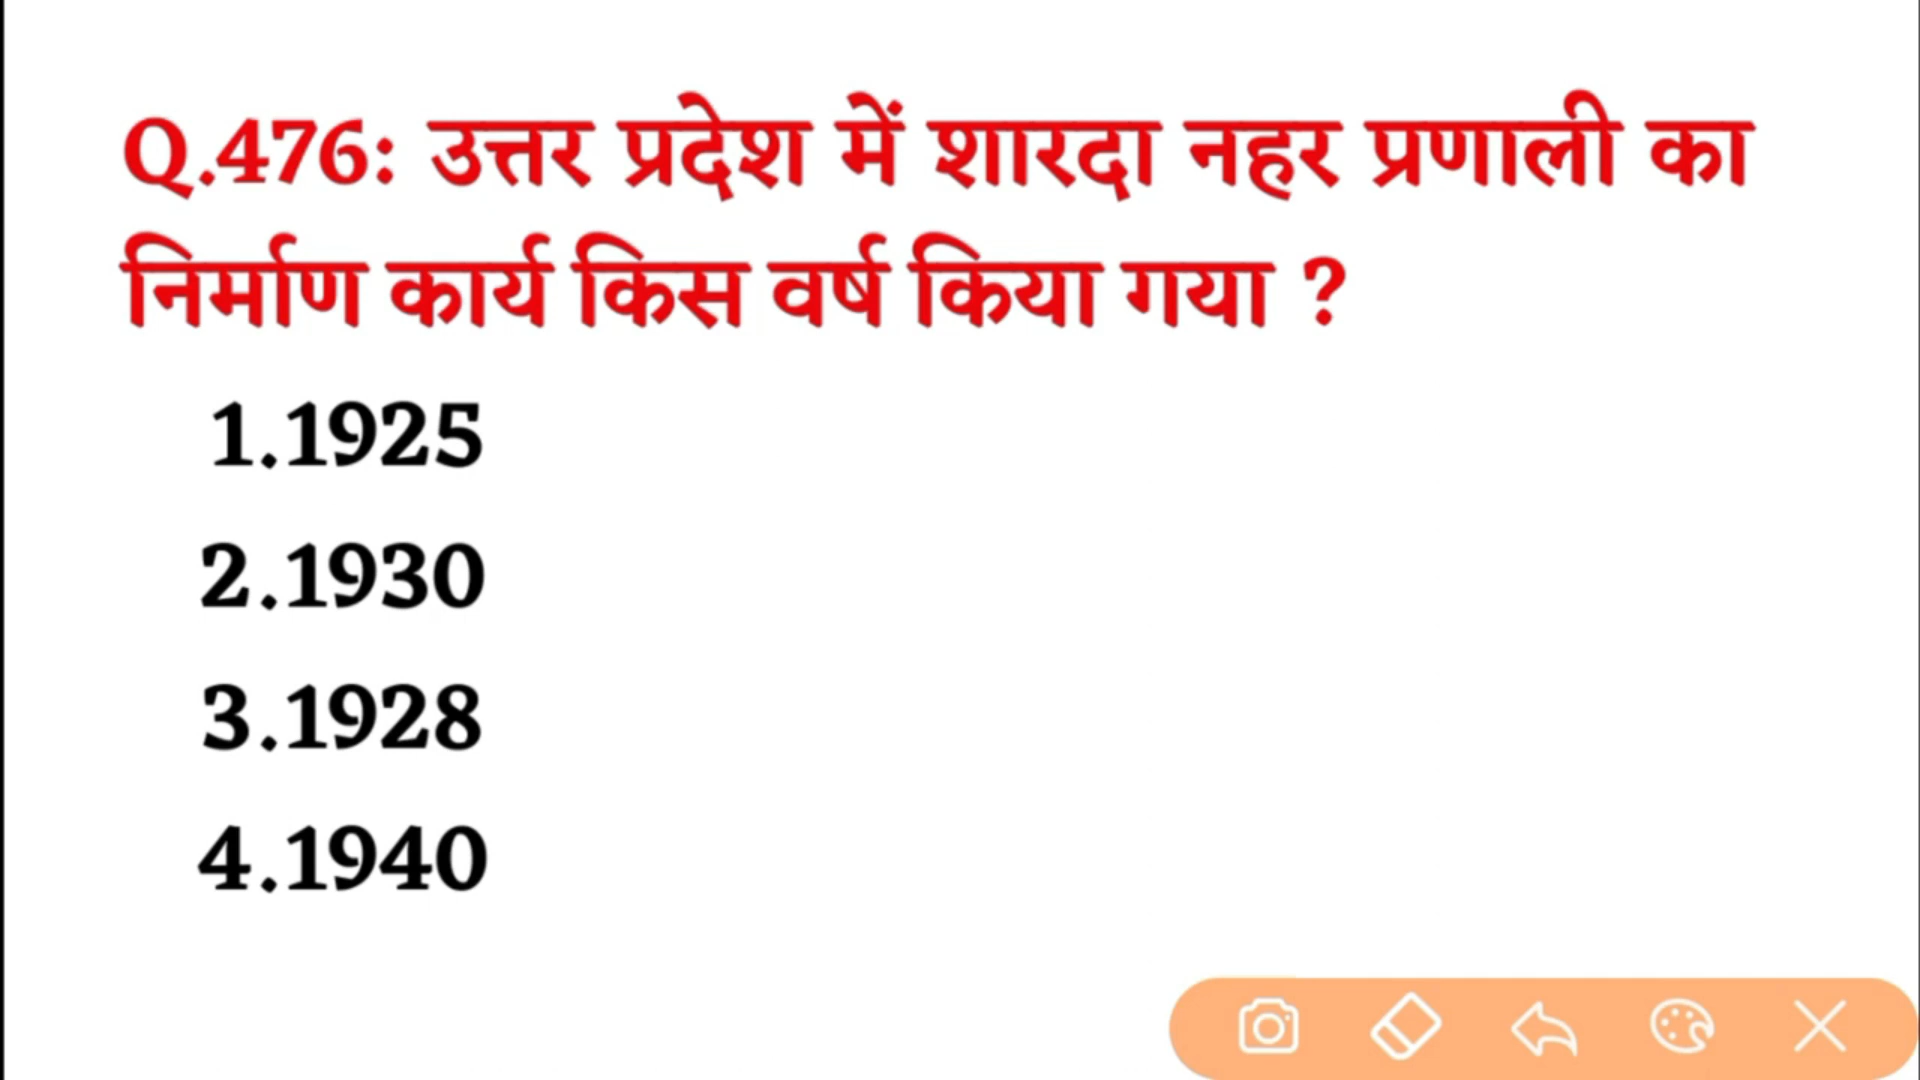 Q.476: उत्तर प्रदेश में शारदा नहर प्रणाली का
निर्माण कार्य किस वर्ष किया गया ?
1.1925
2.1930
3.1928
4.1940